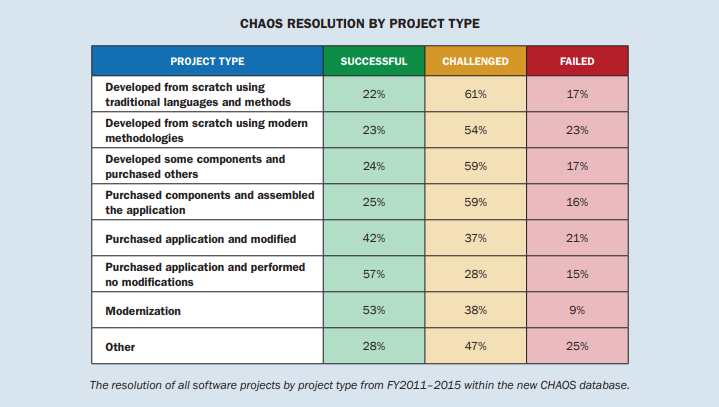 CHAOS RESOLUTION BY PROJECT TYPE
PROJECT TYPE SUCCESSFUL CHALLENGED FAILED
Developed from scratch using
traditional languages and methods 22% 61% 17%
Developed from scratch using modern
methodologies 23% 54% 23%
Developed some components and
purchased others 24% 59% 17%
Purchased components and assembled
the application 25% 59% 16%
Purchased application and modified 42% 37% 21%
Purchased application and performed
no modifications 57% 28% 15%
Modernization 53% 38% 9%
Other 28% 47% 25%
The resolution of all software projects by project type from FY2011–2015 within the new CHAOS database.